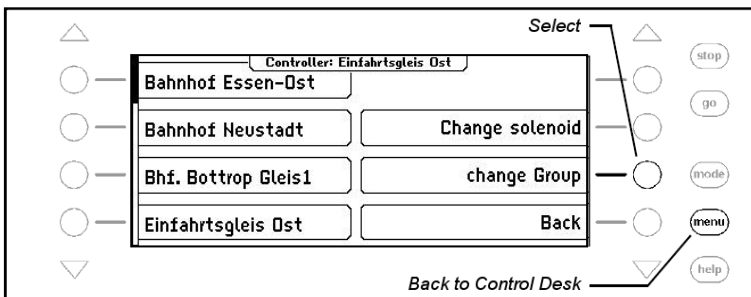 Select
Controller: Einfahrtsgleis Ost
stop
Bahnhof Essen-Ost
go
Bahnhof Neustadt
Change solenoid
Bhf. Bottrop Gleis1
change Group
mode
Einfahrtsgleis Ost
Back
menu
help
Back to Control Desk